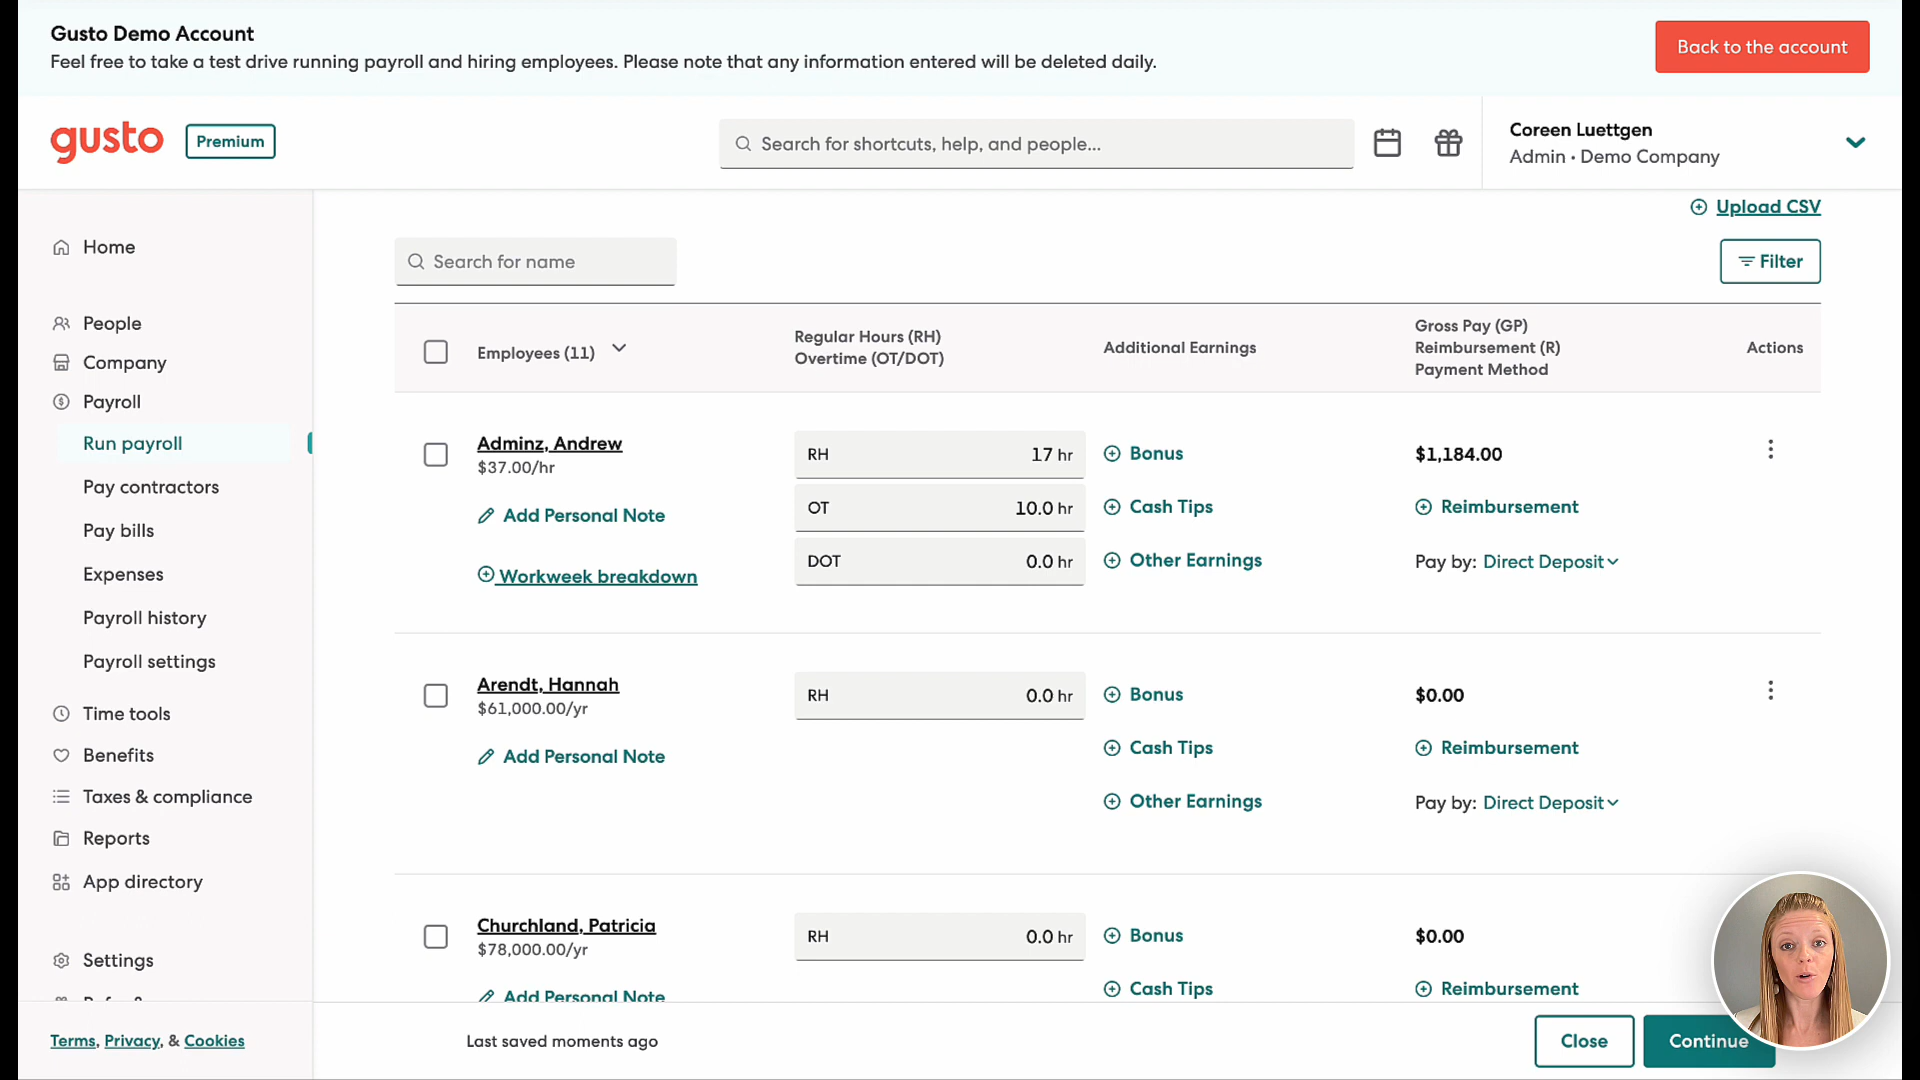 Gusto Demo Account
Feel free to take a test drive running payroll and hiring employees. Please note that any information entered will be deleted daily.
Back to the account
gusto
Premium
Search for shortcuts, help, and people...
Coreen Luettgen
Admin • Demo Company
Upload CSV
Home
People
Company
Payroll
Run payroll
Pay contractors
Pay bills
Expenses
Payroll history
Payroll settings
Time tools
Benefits
Taxes & compliance
Reports
App directory
Settings
Terms, Privacy, & Cookies
Search for name
Filter
Employees (11)
Regular Hours (RH)
Overtime (OT/DOT)
Additional Earnings
Gross Pay (GP)
Reimbursement (R)
Payment Method
Actions
Adminz, Andrew
$37.00/hr
Add Personal Note
Workweek breakdown
RH 17 hr
OT 10.0 hr
DOT 0.0 hr
Bonus
Cash Tips
Other Earnings
$1,184.00
Reimbursement
Pay by: Direct Deposit
Arendt, Hannah
$61,000.00/yr
Add Personal Note
RH 0.0 hr
Bonus
Cash Tips
Other Earnings
$0.00
Reimbursement
Pay by: Direct Deposit
Churchland, Patricia
$78,000.00/yr
Add Personal Note
RH 0.0 hr
Bonus
Cash Tips
$0.00
Reimbursement
Last saved moments ago
Close
Continue